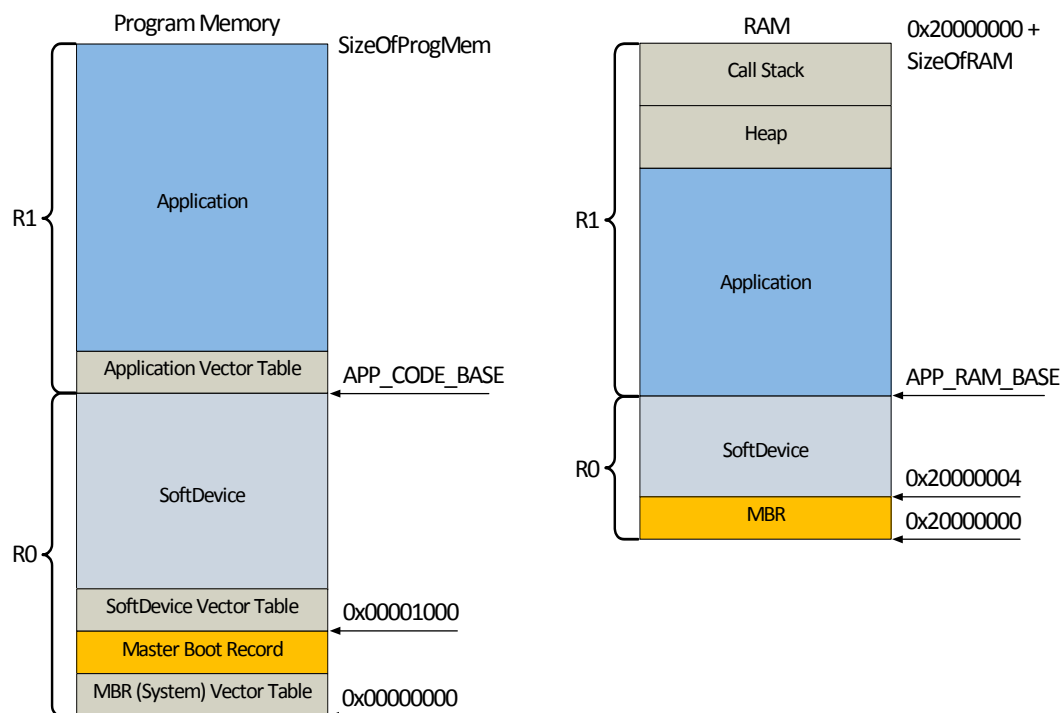 Program Memory
SizeOfProgMem
Application
R1
Application Vector Table
APP_CODE_BASE
SoftDevice
R0
SoftDevice Vector Table
0x00001000
Master Boot Record
MBR (System) Vector Table
0x00000000
RAM
0x20000000 +
SizeOfRAM
Call Stack
Heap
R1
Application
APP_RAM_BASE
SoftDevice
R0
0x20000004
MBR
0x20000000